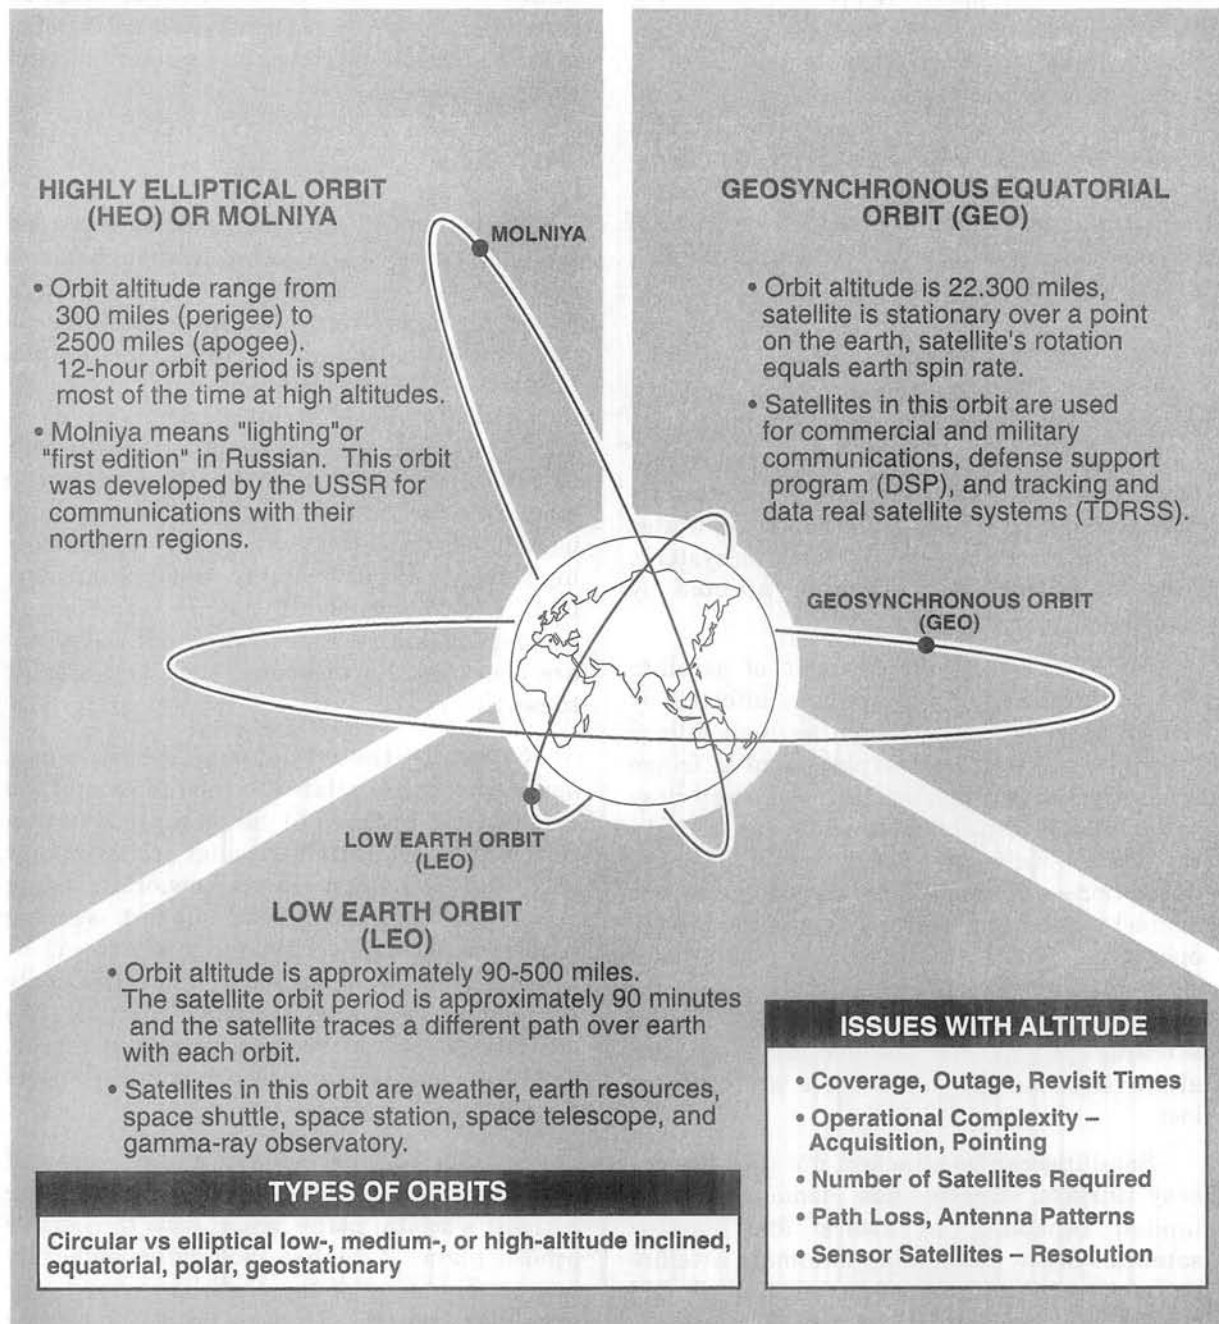 HIGHLY ELLIPTICAL ORBIT
(HEO) OR MOLNIYA
• Orbit altitude range from
300 miles (perigee) to
2500 miles (apogee).
12-hour orbit period is spent
most of the time at high altitudes.
• Molniya means "lighting"or
"first edition" in Russian. This orbit
was developed by the USSR for
communications with their
northern regions.
MOLNIYA
GEOSYNCHRONOUS EQUATORIAL
ORBIT (GEO)
• Orbit altitude is 22.300 miles,
satellite is stationary over a point
on the earth, satellite's rotation
equals earth spin rate.
• Satellites in this orbit are used
for commercial and military
communications, defense support
program (DSP), and tracking and
data real satellite systems (TDRSS).
GEOSYNCHRONOUS ORBIT
(GEO)
LOW EARTH ORBIT
(LEO)
LOW EARTH ORBIT
(LEO)
• Orbit altitude is approximately 90-500 miles.
The satellite orbit period is approximately 90 minutes
and the satellite traces a different path over earth
with each orbit.
• Satellites in this orbit are weather, earth resources,
space shuttle, space station, space telescope, and
gamma-ray observatory.
TYPES OF ORBITS
Circular vs elliptical low-, medium-, or high-altitude inclined,
equatorial, polar, geostationary
ISSUES WITH ALTITUDE
• Coverage, Outage, Revisit Times
• Operational Complexity –
Acquisition, Pointing
• Number of Satellites Required
• Path Loss, Antenna Patterns
• Sensor Satellites – Resolution